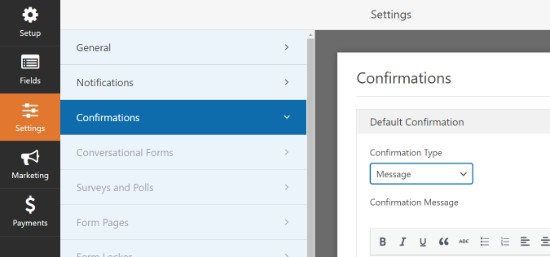 Settings
Setup
Fields
Settings
Marketing
Payments
General
Notifications
Confirmations
Conversational Forms
Surveys and Polls
Form Pages
Form Locker
Confirmations
Default Confirmation
Confirmation Type
Message
Confirmation Message
B I U “ ABC